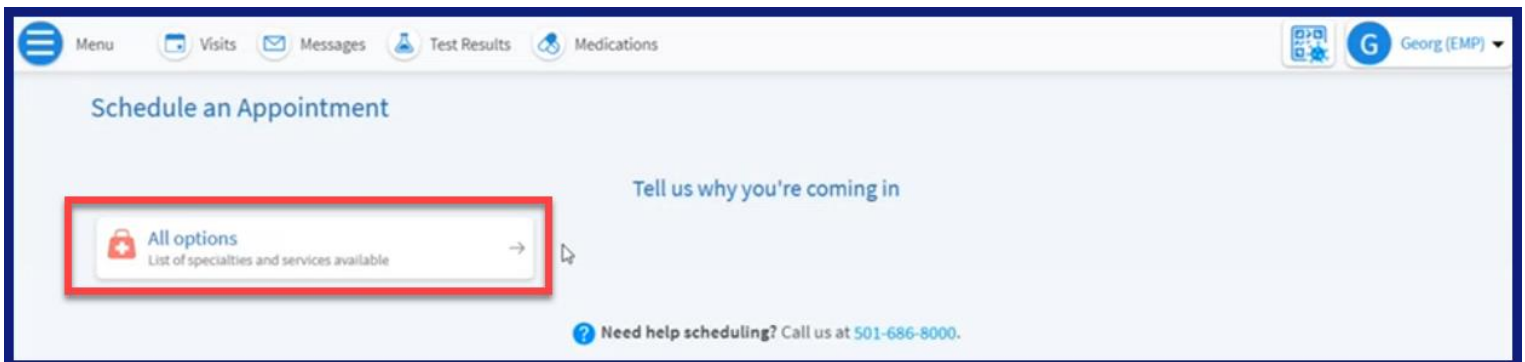 Menu Visits Messages Test Results Medications G Georg (EMP)
Schedule an Appointment
Tell us why you're coming in
All options
List of specialties and services available
? Need help scheduling? Call us at 501-686-8000.